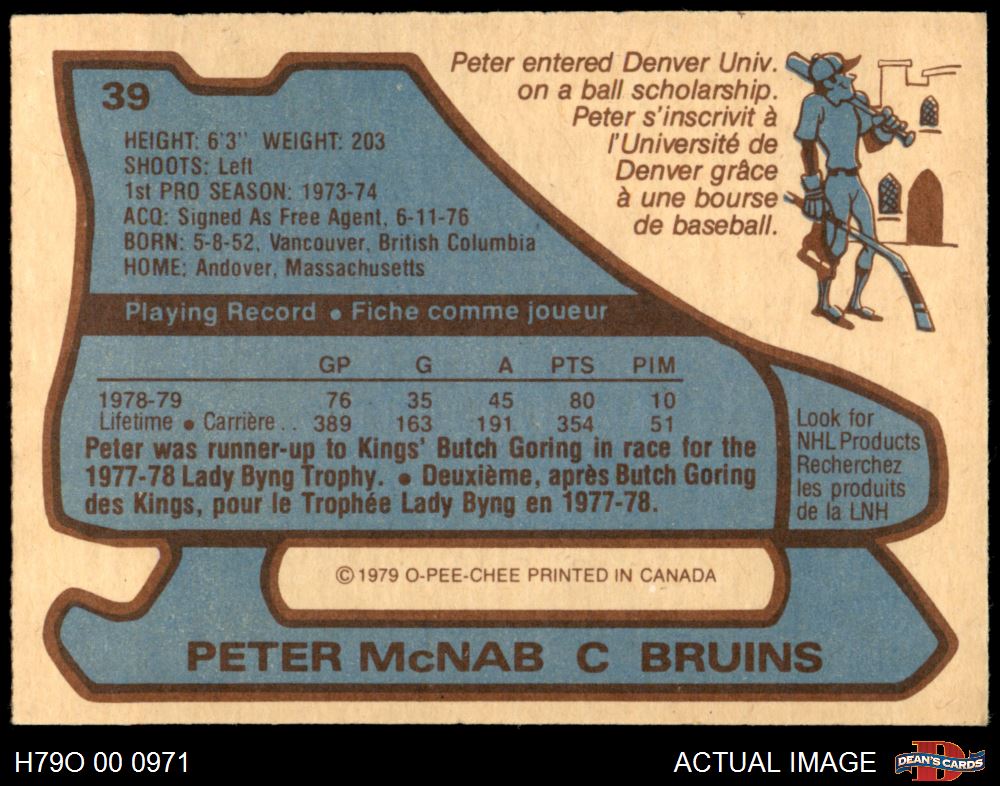 39
HEIGHT: 6'3" WEIGHT: 203
SHOOTS: Left
1st PRO SEASON: 1973-74
ACQ: Signed As Free Agent, 6-11-76
BORN: 5-8-52, Vancouver, British Columbia
HOME: Andover, Massachusetts
Peter entered Denver Univ.
on a ball scholarship.
Peter s'inscrivit à
l'Université de
Denver grâce
à une bourse
de baseball.
Playing Record • Fiche comme joueur
GP G A PTS PIM
1978-79 76 35 45 80 10
Lifetime • Carrière . . 389 163 191 354 51
Peter was runner-up to Kings' Butch Goring in race for the
1977-78 Lady Byng Trophy. • Deuxième, après Butch Goring
des Kings, pour le Trophée Lady Byng en 1977-78.
Look for
NHL Products
Recherchez
les produits
de la LNH
© 1979 O-PEE-CHEE PRINTED IN CANADA
PETER McNAB C BRUINS
H79O 00 0971
ACTUAL IMAGE
D
DEAN'S CARDS